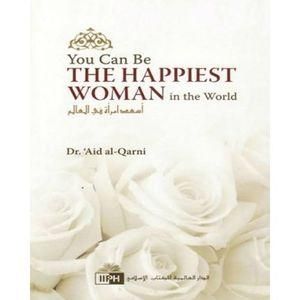 You Can Be
THE HAPPIEST
WOMAN in the World
أسعد امرأة في العالم
Dr. 'Aid al-Qarni
IIPH
الدار العالمية للكتاب الإسلامي